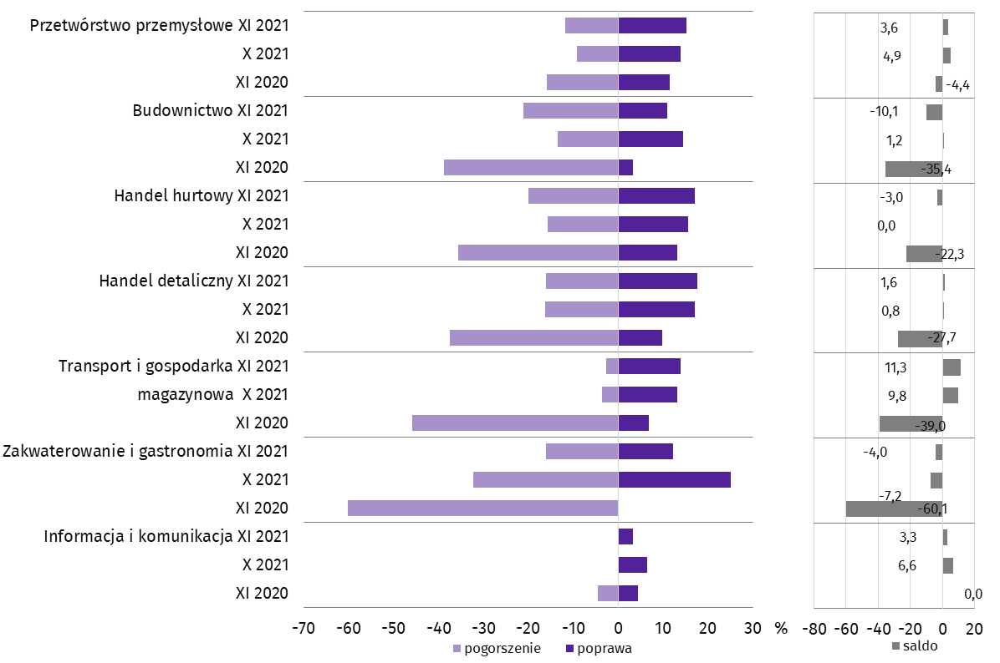 Przetwórstwo przemysłowe XI 2021 3,6
X 2021 4,9
XI 2020 -4,4
Budownictwo XI 2021 -10,1
X 2021 1,2
XI 2020 -35,4
Handel hurtowy XI 2021 -3,0
X 2021 0,0
XI 2020 -22,3
Handel detaliczny XI 2021 1,6
X 2021 0,8
XI 2020 -27,7
Transport i gospodarka XI 2021 11,3
magazynowa X 2021 9,8
XI 2020 -39,0
Zakwaterowanie i gastronomia XI 2021 -4,0
X 2021 -7,2
XI 2020 -60,1
Informacja i komunikacja XI 2021 3,3
X 2021 6,6
XI 2020 0,0
-70 -60 -50 -40 -30 -20 -10 0 10 20 30 % -80 -60 -40 -20 0 20
pogorszenie poprawa saldo